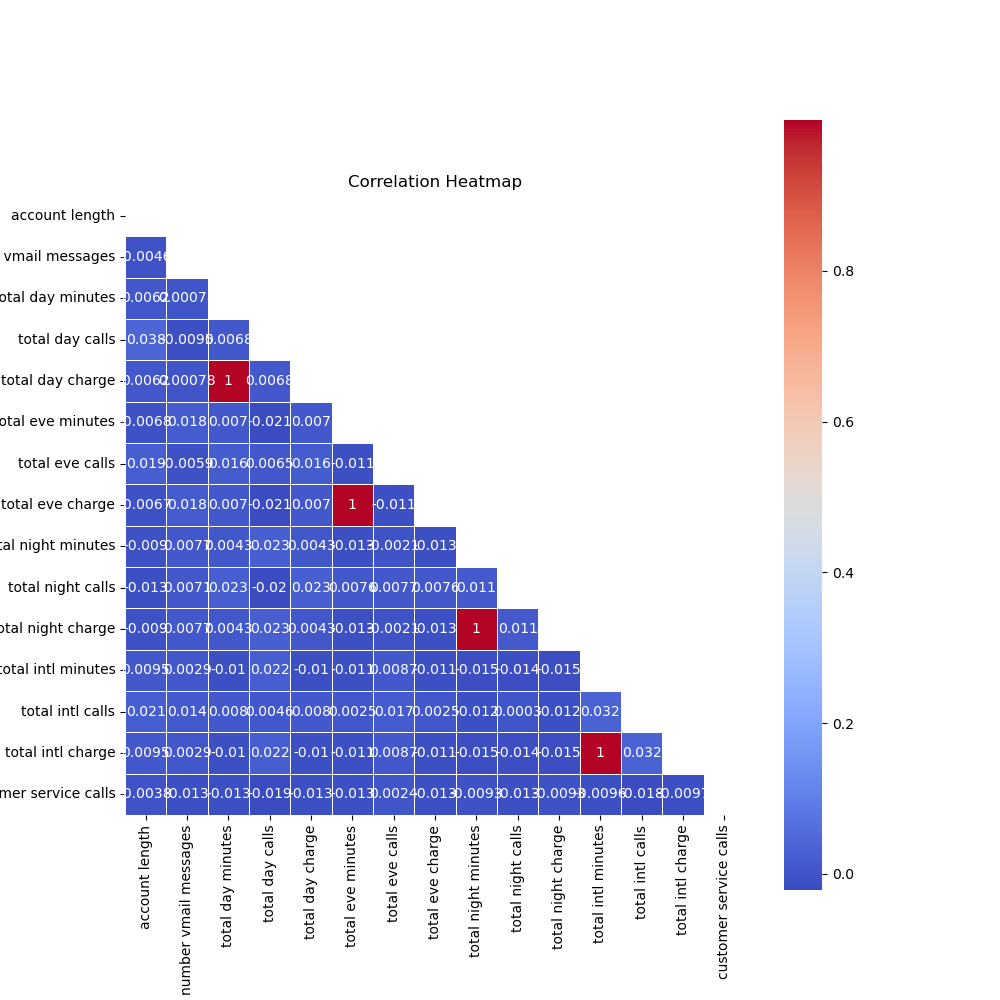 Correlation Heatmap
account length
vmail messages
0.0046
otal day minutes
0.0062 0.0007
total day calls
0.038 0.0095 0.0068
total day charge
0.0062 0.00078 1 0.0068
otal eve minutes
0.0068 0.018 0.007 -0.021 0.007
total eve calls
0.019 0.0059 0.016 0.0065 0.016 -0.011
total eve charge
0.0067 0.018 0.007 -0.021 0.007 1 -0.011
tal night minutes
-0.009 0.0077 0.0043 0.023 0.0043 -0.013 0.0021 0.013
total night calls
-0.013 0.0071 0.023 -0.02 0.023 0.0076 0.0077 0.0076 0.011
otal night charge
-0.009 0.0077 0.0043 0.023 0.0043 -0.013 0.0021 0.013 1 0.011
total intl minutes
0.0095 0.0029 -0.01 0.022 -0.01 -0.011 0.0087 -0.011 -0.015 -0.014 -0.015
total intl calls
0.021 0.014 0.008 0.0046 0.008 0.0025 0.017 0.0025 -0.012 0.0003 -0.012 0.032
total intl charge
0.0095 0.0029 -0.01 0.022 -0.01 -0.011 0.0087 -0.011 -0.015 -0.014 -0.015 1 0.032
mer service calls
0.0038 0.013 -0.013 -0.019 -0.013 -0.013 0.0024 -0.013 0.0093 -0.013 0.0093 0.0096 0.018 0.0097
account length
number vmail messages
total day minutes
total day calls
total day charge
total eve minutes
total eve calls
total eve charge
total night minutes
total night calls
total night charge
total intl minutes
total intl calls
total intl charge
customer service calls
0.8
0.6
0.4
0.2
0.0